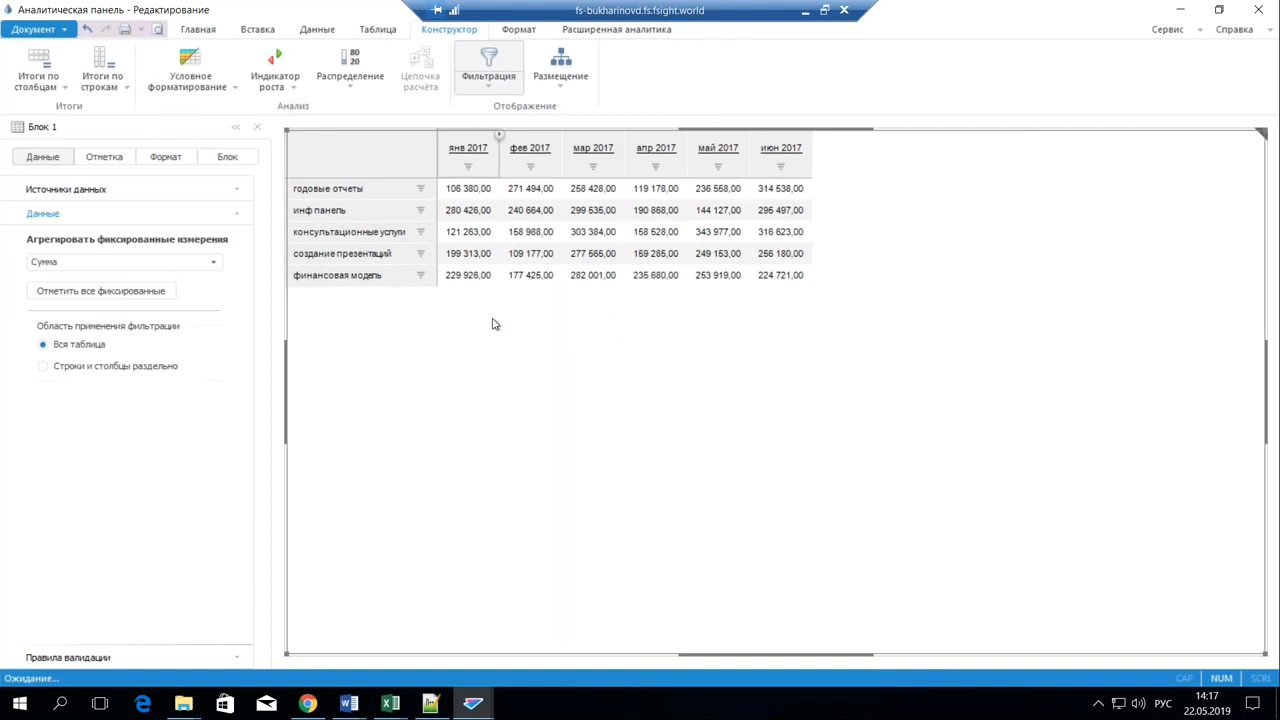 Аналитическая панель - Редактирование
fs-bukharinovd.fs.fsight.world
Документ
Главная Вставка Данные Таблица Конструктор Формат Расширенная аналитика Сервис Справка
Итоги по столбцам
Итоги по строкам
Условное форматирование
Индикатор роста
80
20
Распределение
Цепочка расчёта
Фильтрация
Размещение
Итоги Анализ Отображение
Блок 1
Данные Отметка Формат Блок
Источники данных
Данные
Агрегировать фиксированные измерения
Сумма
Отметить все фиксированные
Область применения фильтрации
Вся таблица
Строки и столбцы раздельно
Правила валидации
янв 2017 фев 2017 мар 2017 апр 2017 май 2017 июн 2017
годовые отчеты 106 380,00 271 494,00 258 428,00 119 178,00 236 558,00 314 538,00
инф панель 280 426,00 240 664,00 299 535,00 190 868,00 144 127,00 295 497,00
консультационные услуги 121 263,00 158 988,00 303 384,00 158 528,00 343 977,00 316 623,00
создание презентаций 199 313,00 109 177,00 277 565,00 159 285,00 249 153,00 256 180,00
финансовая модель 229 926,00 177 425,00 282 001,00 235 680,00 253 919,00 224 721,00
Ожидание...
CAP NUM SCRL
РУС
14:17
22.05.2019